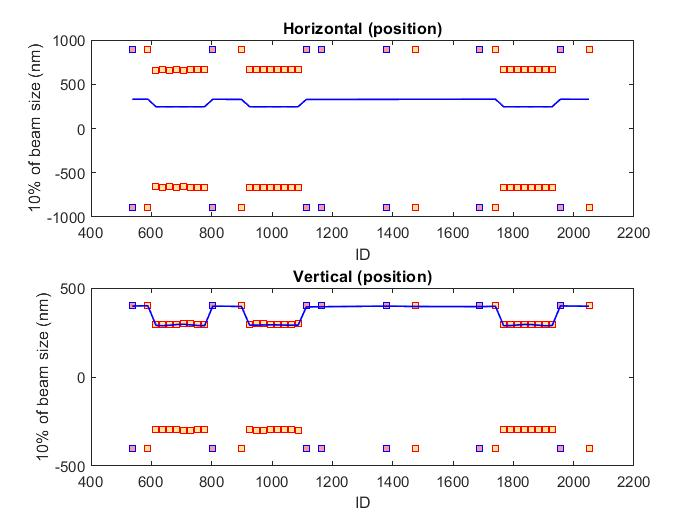 Horizontal (position)
10% of beam size (nm)
1000
500
0
-500
-1000
400 600 800 1000 1200 1400 1600 1800 2000 2200
ID
Vertical (position)
10% of beam size (nm)
500
0
-500
400 600 800 1000 1200 1400 1600 1800 2000 2200
ID